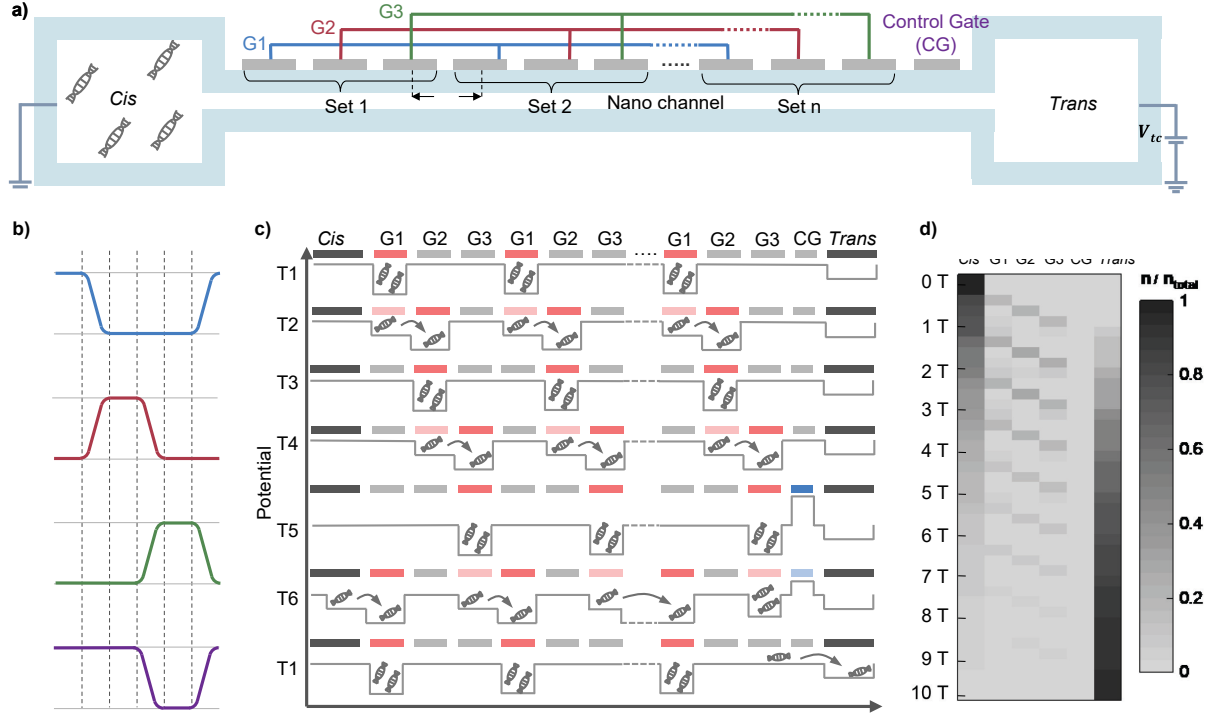 a)
G3
G2
G1
Control Gate
(CG)
Cis
Set 1
Set 2
Nano channel
Set n
Trans
V_tc
b)
c)
d)
Cis G1 G2 G3 G1 G2 G3 G1 G2 G3 CG Trans
T1
T2
T3
T4
T5
T6
T1
Potential
Cis G1 G2 G3 CG Trans
n / n_total
0 T
1 T
2 T
3 T
4 T
5 T
6 T
7 T
8 T
9 T
10 T
1
0.8
0.6
0.4
0.2
0